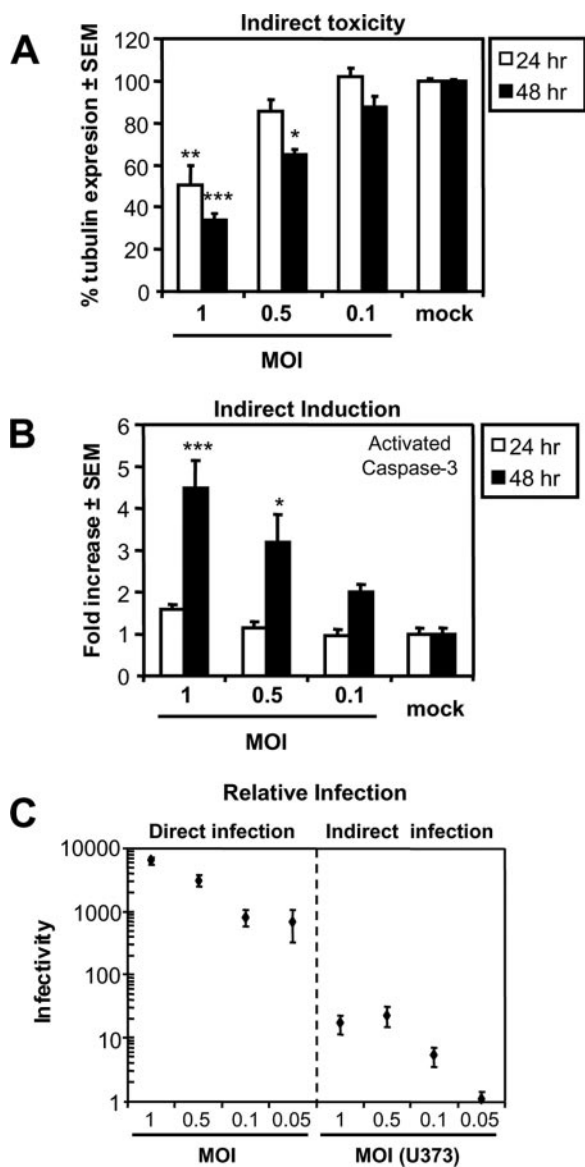 A
Indirect toxicity
% tubulin expresion ± SEM
120
100
80
60
40
20
0
**
***
*
24 hr
48 hr
1 0.5 0.1 mock
MOI
B
Indirect Induction
Activated
Caspase-3
Fold increase ± SEM
6
5
4
3
2
1
0
***
*
24 hr
48 hr
1 0.5 0.1 mock
MOI
Relative Infection
C
Direct infection Indirect infection
Infectivity
10000
1000
100
10
1
1 0.5 0.1 0.05 1 0.5 0.1 0.05
MOI MOI (U373)